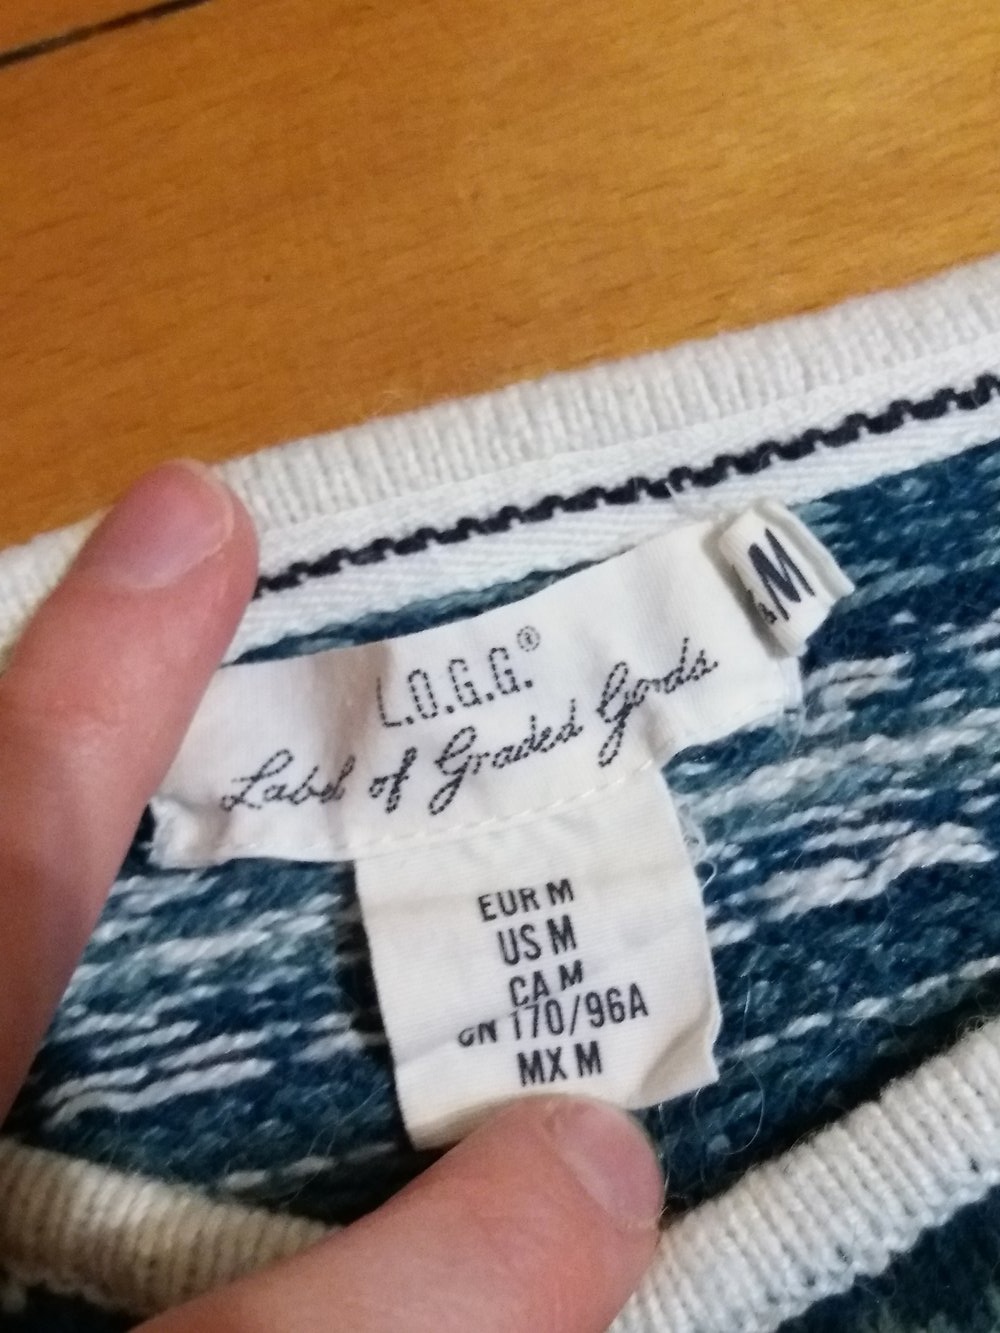 L.O.G.G.®
Label of Graded Goods
M
EUR M
US M
CA M
CN 170/96A
MX M